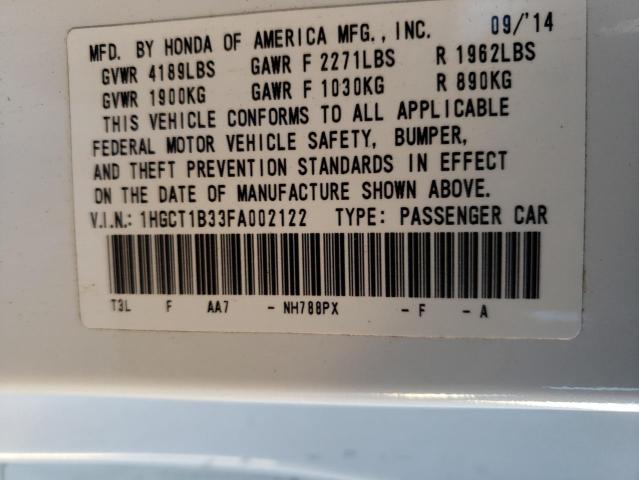 MFD. BY HONDA OF AMERICA MFG., INC. 09/'14
GVWR 4189LBS GAWR F 2271LBS R 1962LBS
GVWR 1900KG GAWR F 1030KG R 890KG
THIS VEHICLE CONFORMS TO ALL APPLICABLE
FEDERAL MOTOR VEHICLE SAFETY, BUMPER,
AND THEFT PREVENTION STANDARDS IN EFFECT
ON THE DATE OF MANUFACTURE SHOWN ABOVE.
V.I.N.: 1HGCT1B33FA002122 TYPE: PASSENGER CAR
T3L F AA7 - NH788PX - F - A